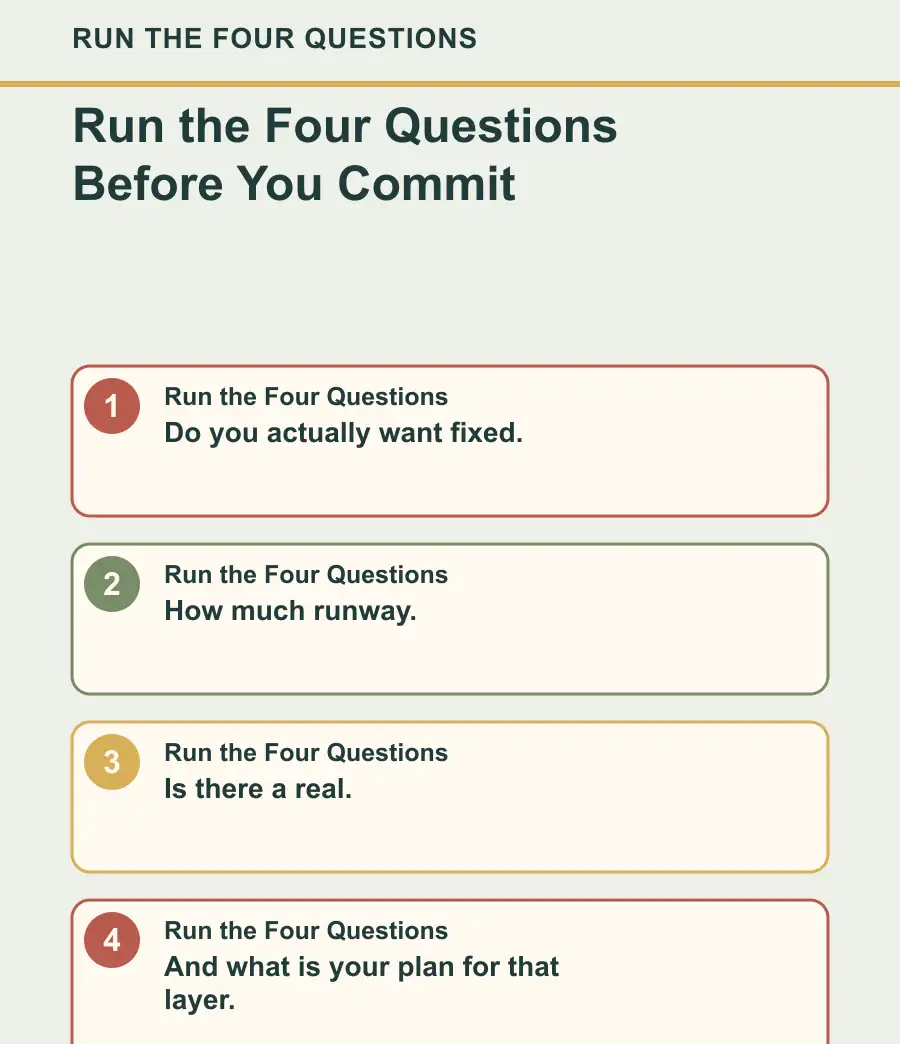 RUN THE FOUR QUESTIONS
Run the Four Questions
Before You Commit
1
Run the Four Questions
Do you actually want fixed.
2
Run the Four Questions
How much runway.
3
Run the Four Questions
Is there a real.
4
Run the Four Questions
And what is your plan for that
layer.